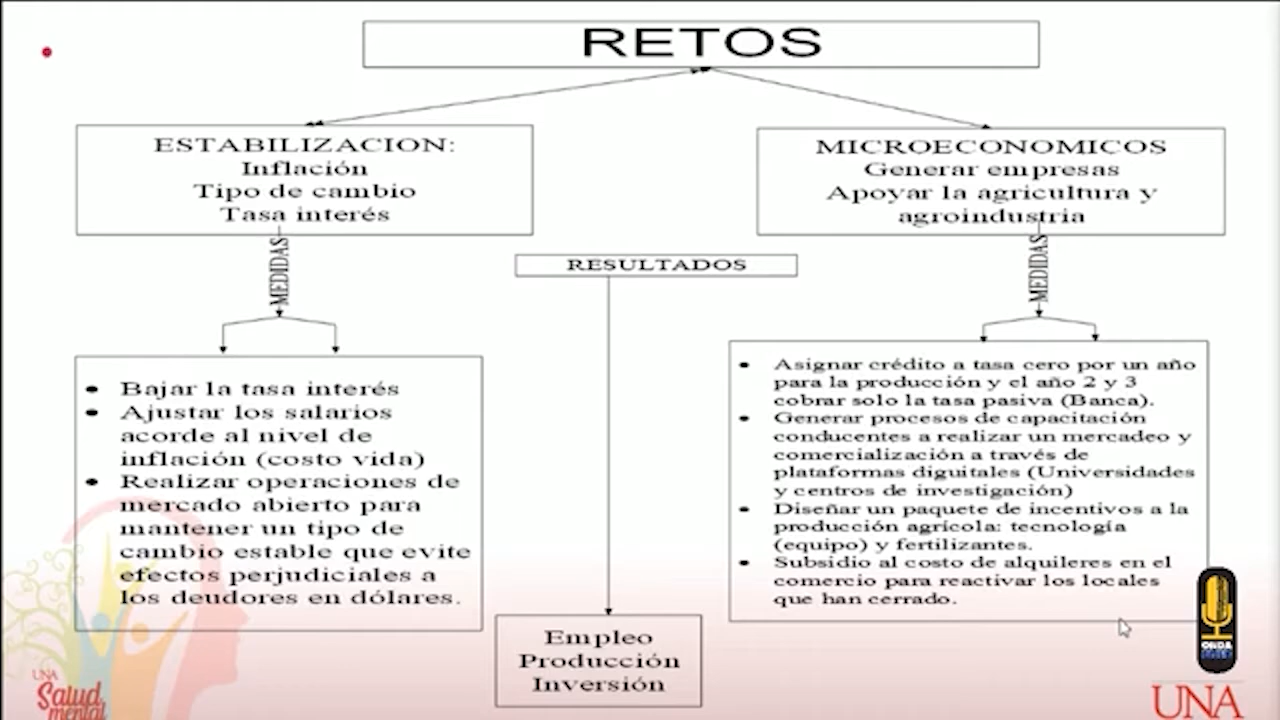 RETOS
ESTABILIZACION:
Inflación
Tipo de cambio
Tasa interés
MICROECONOMICOS
Generar empresas
Apoyar la agricultura y
agroindustria
MEDIDAS
RESULTADOS
MEDIDAS
• Bajar la tasa interés
• Ajustar los salarios
acorde al nivel de
inflación (costo vida)
• Realizar operaciones de
mercado abierto para
mantener un tipo de
cambio estable que evite
efectos perjudiciales a
los deudores en dólares.
• Asignar crédito a tasa cero por un año
para la producción y el año 2 y 3
cobrar solo la tasa pasiva (Banca).
• Generar procesos de capacitación
conducentes a realizar un mercadeo y
comercialización a través de
plataformas diguitales (Universidades
y centros de investigación)
• Diseñar un paquete de incentivos a la
producción agrícola: tecnología
(equipo) y fertilizantes.
• Subsidio al costo de alquileres en el
comercio para reactivar los locales
que han cerrado.
Empleo
Producción
Inversión
UNA
Salud
mental
ONDA
UNA